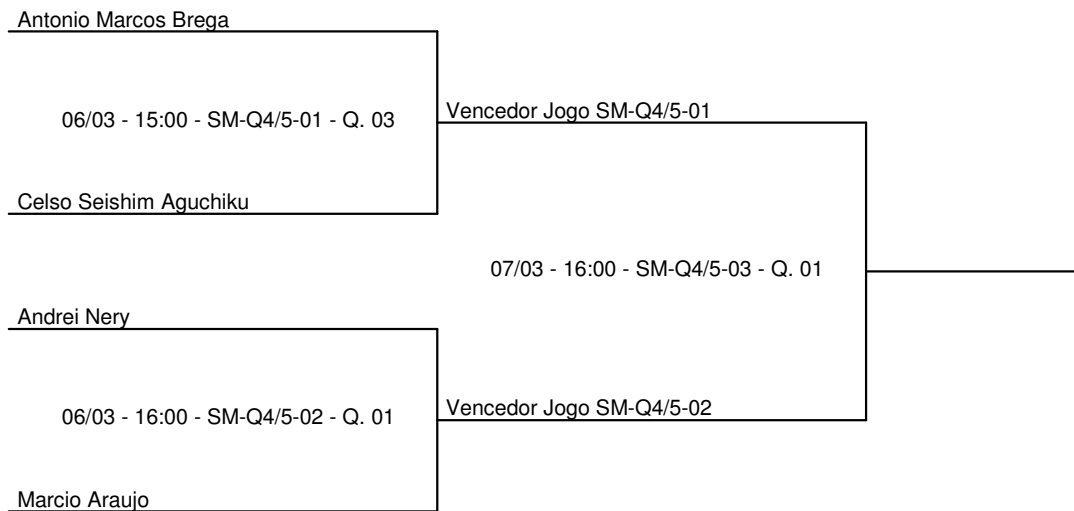 Antonio Marcos Brega
06/03 - 15:00 - SM-Q4/5-01 - Q. 03
Vencedor Jogo SM-Q4/5-01
Celso Seishim Aguchiku
07/03 - 16:00 - SM-Q4/5-03 - Q. 01
Andrei Nery
06/03 - 16:00 - SM-Q4/5-02 - Q. 01
Vencedor Jogo SM-Q4/5-02
Marcio Araujo